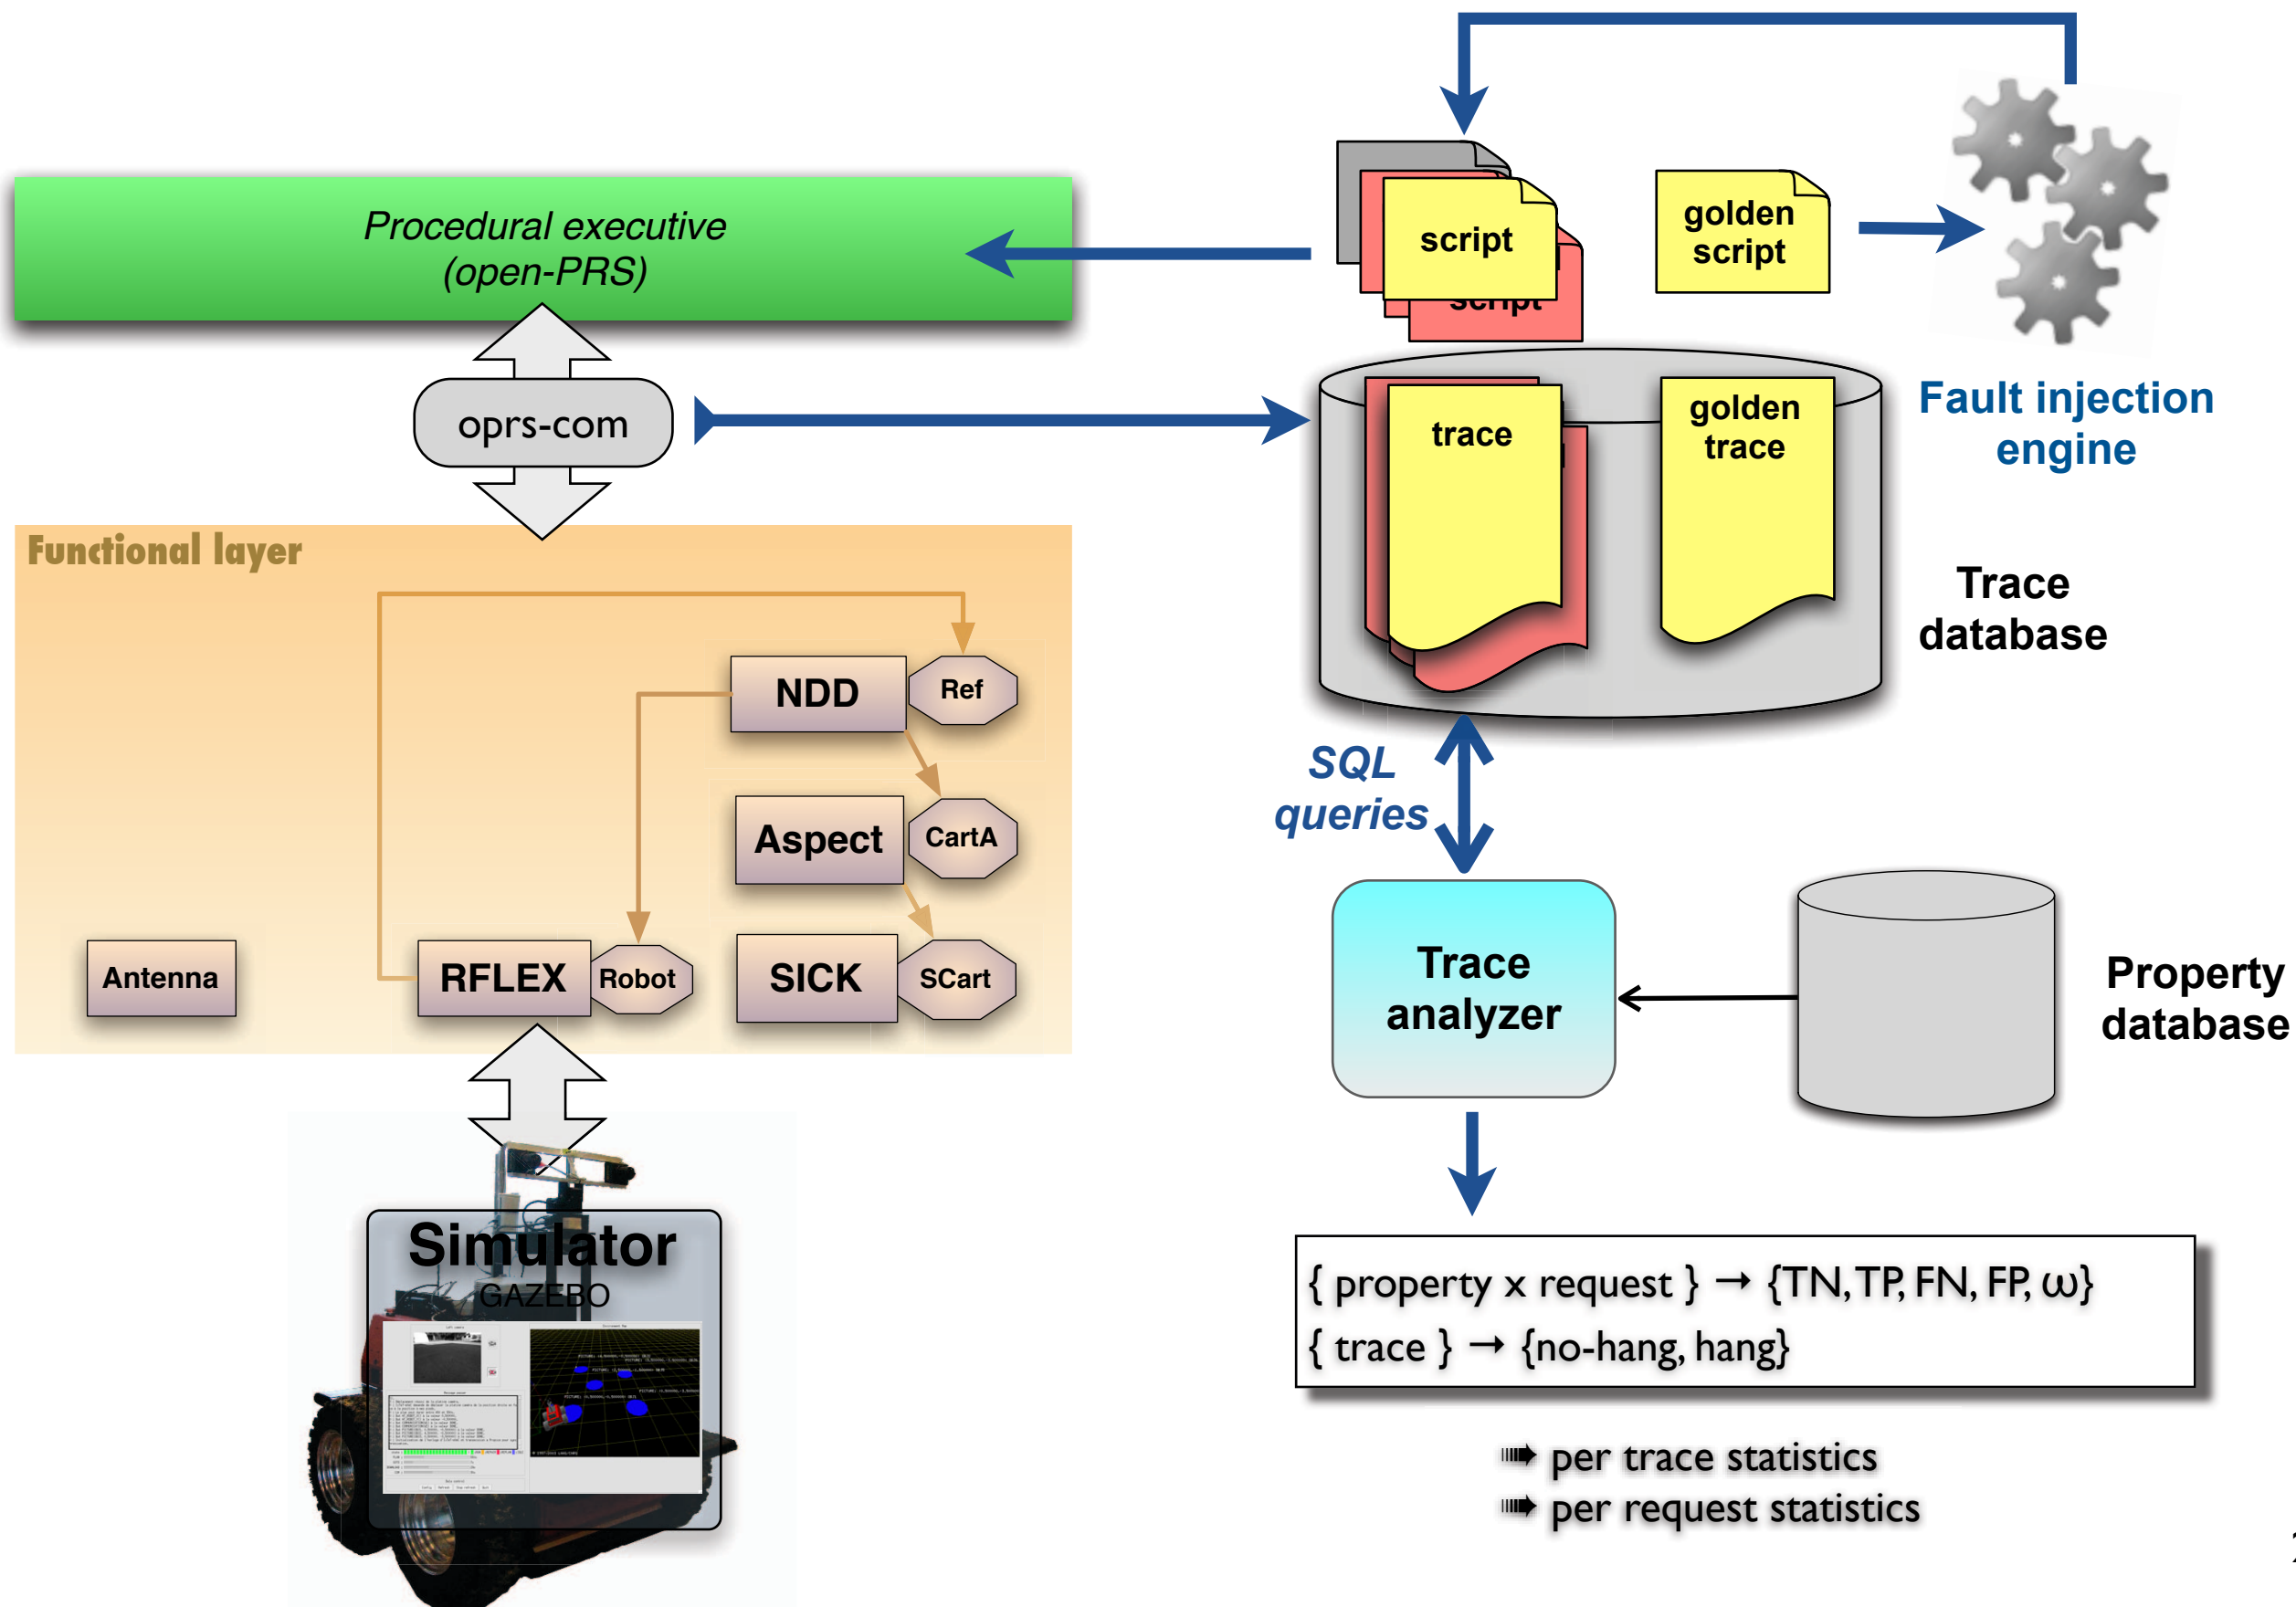 Procedural executive
(open-PRS)
script
script
golden
script
oprs-com
trace
golden
trace
Fault injection
engine
Trace
database
Functional layer
NDD
Ref
Aspect
CartA
Antenna
RFLEX
Robot
SICK
SCart
SQL
queries
Trace
analyzer
Property
database
Simulator
GAZEBO
{ property x request } → {TN, TP, FN, FP, ω}
{ trace } → {no-hang, hang}
➠ per trace statistics
➠ per request statistics